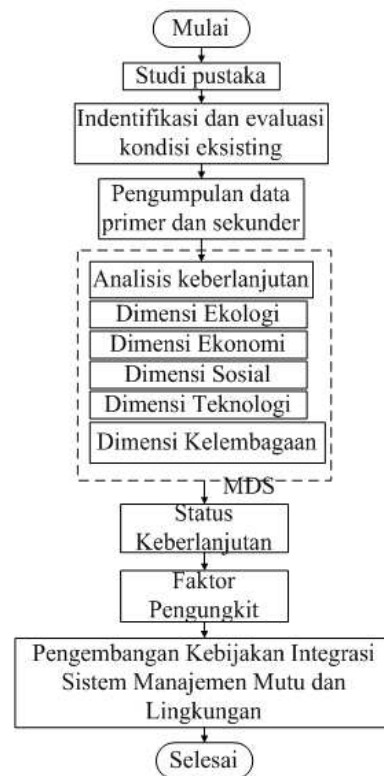 Mulai
Studi pustaka
Indentifikasi dan evaluasi
kondisi eksisting
Pengumpulan data
primer dan sekunder
Analisis keberlanjutan
Dimensi Ekologi
Dimensi Ekonomi
Dimensi Sosial
Dimensi Teknologi
Dimensi Kelembagaan
MDS
Status
Keberlanjutan
Faktor
Pengungkit
Pengembangan Kebijakan Integrasi
Sistem Manajemen Mutu dan
Lingkungan
Selesai